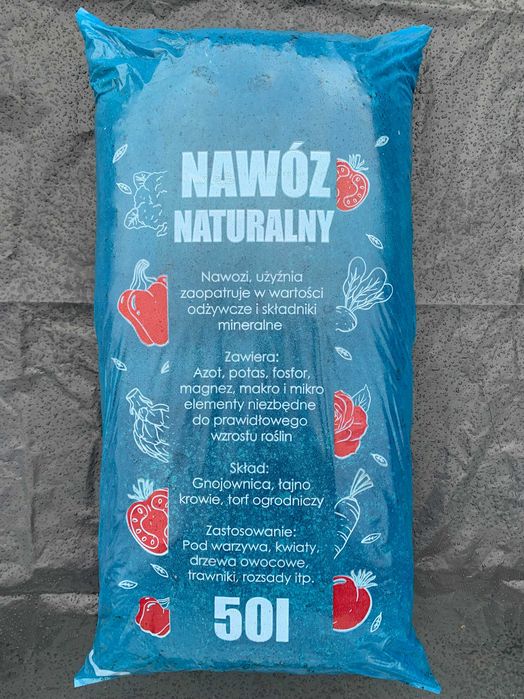 NAWÓZ
NATURALNY
Nawozi, użyźnia
zaopatruje w wartości
odżywcze i składniki
mineralne
Zawiera:
Azot, potas, fosfor,
magnez, makro i mikro
elementy niezbędne
do prawidłowego
wzrostu roślin
Skład:
Gnojownica, łajno
krowie, torf ogrodniczy
Zastosowanie:
Pod warzywa, kwiaty,
drzewa owocowe,
trawniki, rozsady itp.
50l